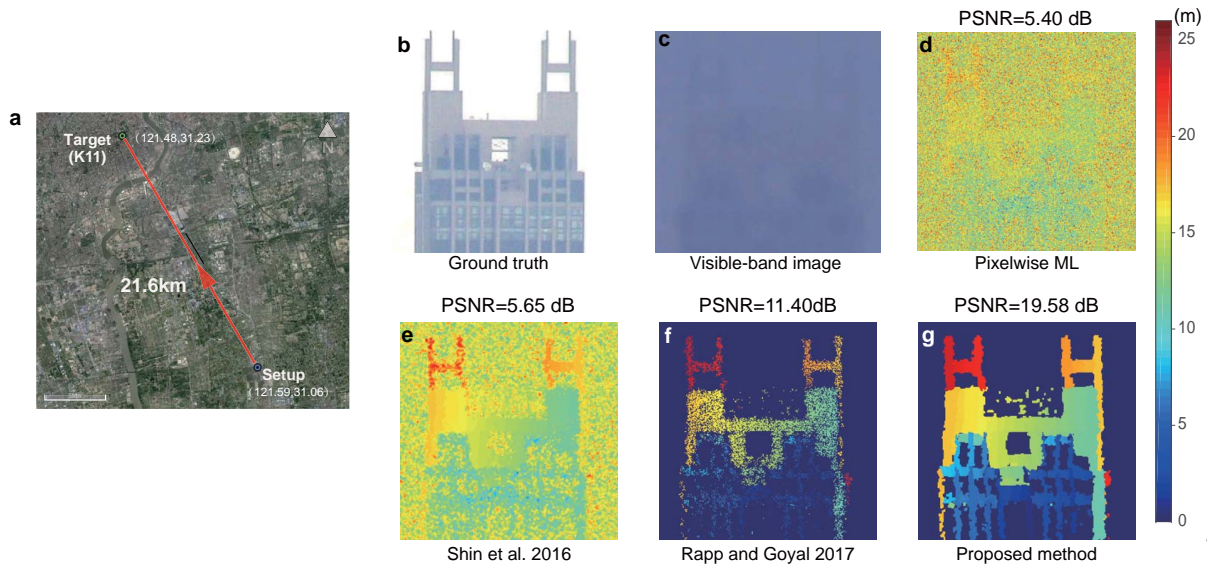 a
Target
(K11)
(121.48,31.23)
N
21.6km
Setup
(121.59,31.06)
b
Ground truth
c
Visible-band image
PSNR=5.40 dB
d
Pixelwise ML
(m)
25
20
15
10
5
0
PSNR=5.65 dB
e
Shin et al. 2016
PSNR=11.40dB
f
Rapp and Goyal 2017
PSNR=19.58 dB
g
Proposed method